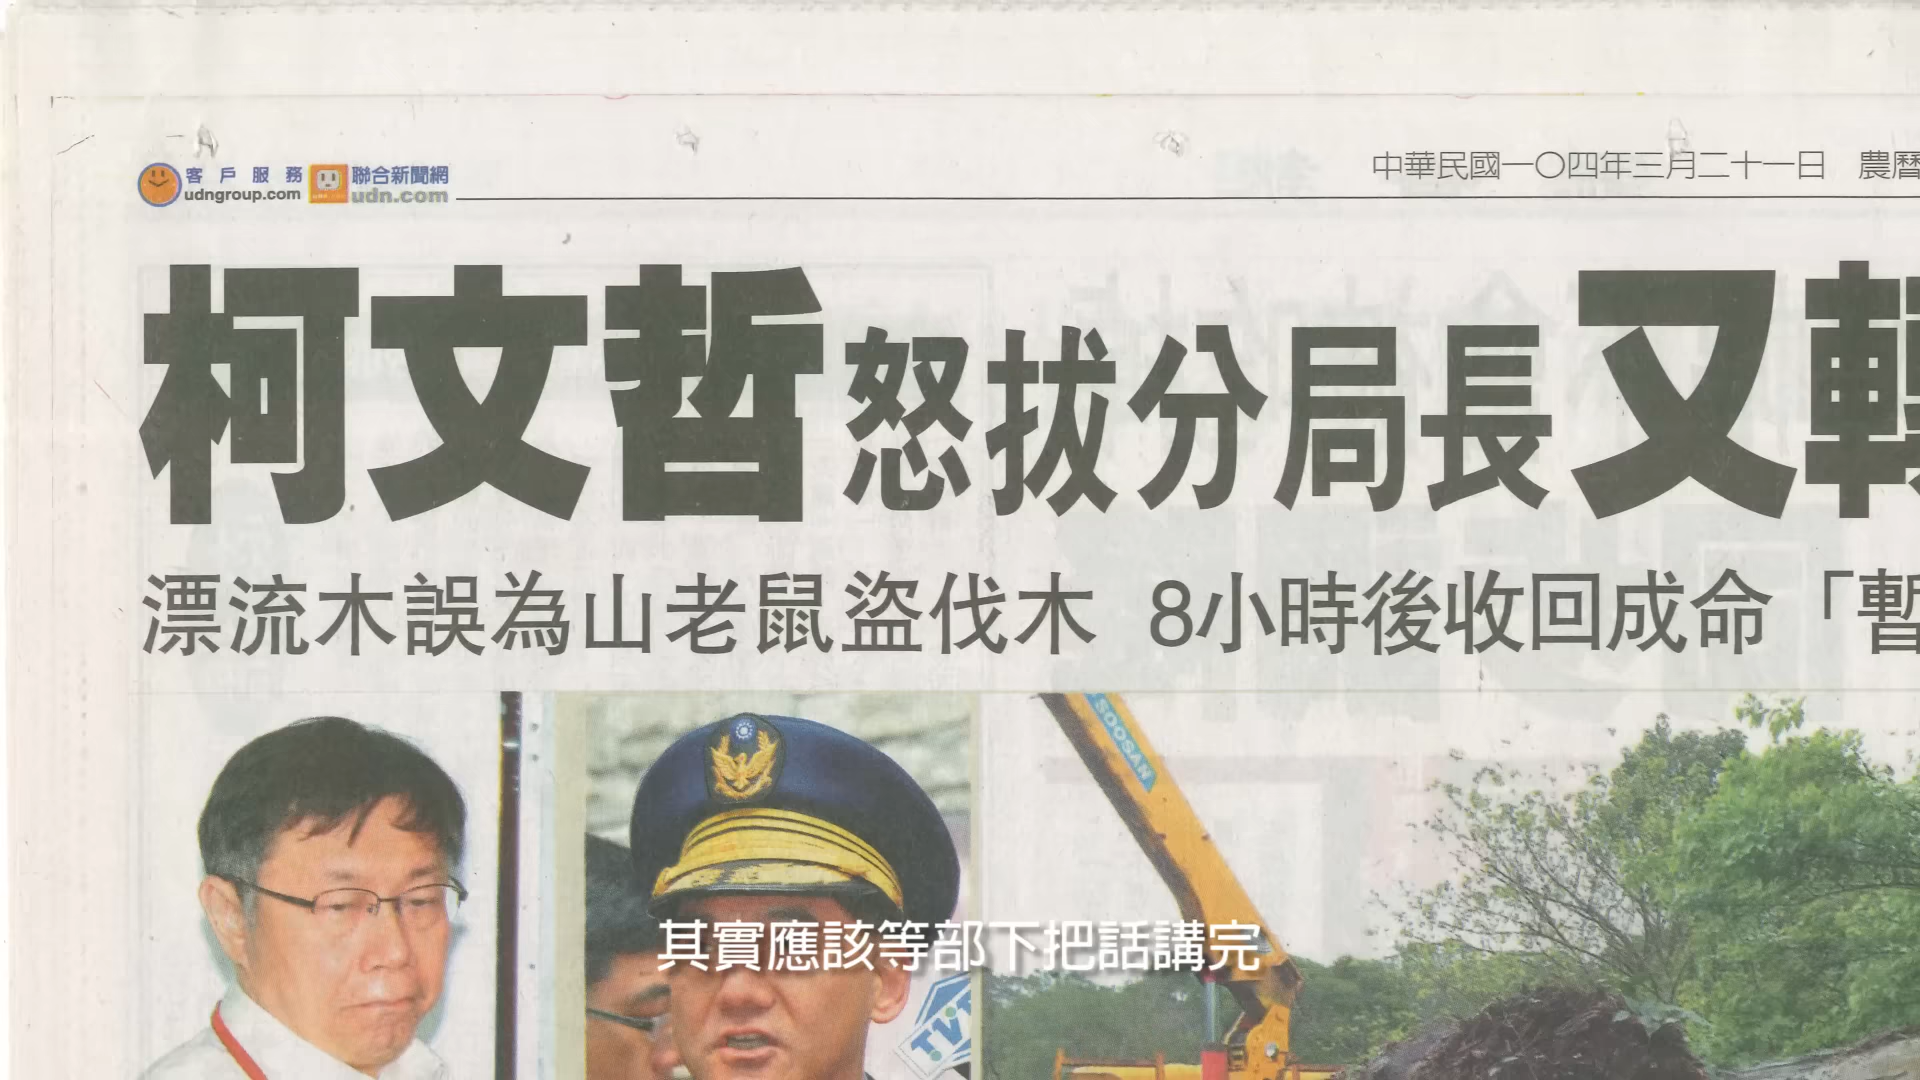 客戶服務 聯合新聞網
udngroup.com udn.com
中華民國一〇四年三月二十一日 農曆
柯文哲怒拔分局長又轉
漂流木誤為山老鼠盜伐木 8小時後收回成命「暫
SOOSAN
其實應該等部下把話講完